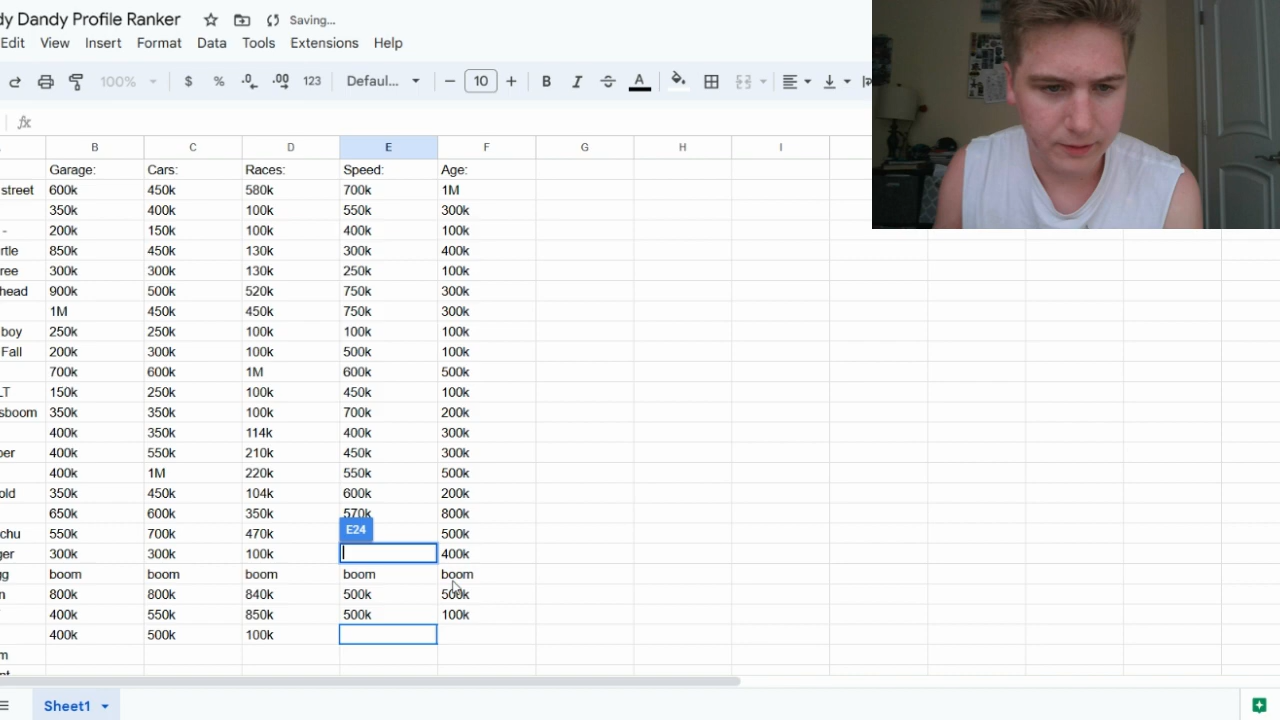 dy Dandy Profile Ranker Saving...
Edit View Insert Format Data Tools Extensions Help
100% $ % .0 .00 123 Defaul... − 10 + B I S A
fx
B C D E F G H I
Garage: Cars: Races: Speed: Age:
street 600k 450k 580k 700k 1M
350k 400k 100k 550k 300k
- 200k 150k 100k 400k 100k
rtle 850k 450k 130k 300k 400k
ree 300k 300k 130k 250k 100k
head 900k 500k 520k 750k 300k
1M 450k 450k 750k 300k
boy 250k 250k 100k 100k 100k
Fall 200k 300k 100k 500k 100k
700k 600k 1M 600k 500k
LT 150k 250k 100k 450k 100k
sboom 350k 350k 100k 700k 200k
400k 350k 114k 400k 300k
per 400k 550k 210k 450k 300k
400k 1M 220k 550k 500k
old 350k 450k 104k 600k 200k
650k 600k 350k 570k 800k
chu 550k 700k 470k E24 500k
ger 300k 300k 100k 400k
gg boom boom boom boom boom
n 800k 800k 840k 500k 500k
400k 550k 850k 500k 100k
400k 500k 100k
m
Sheet1